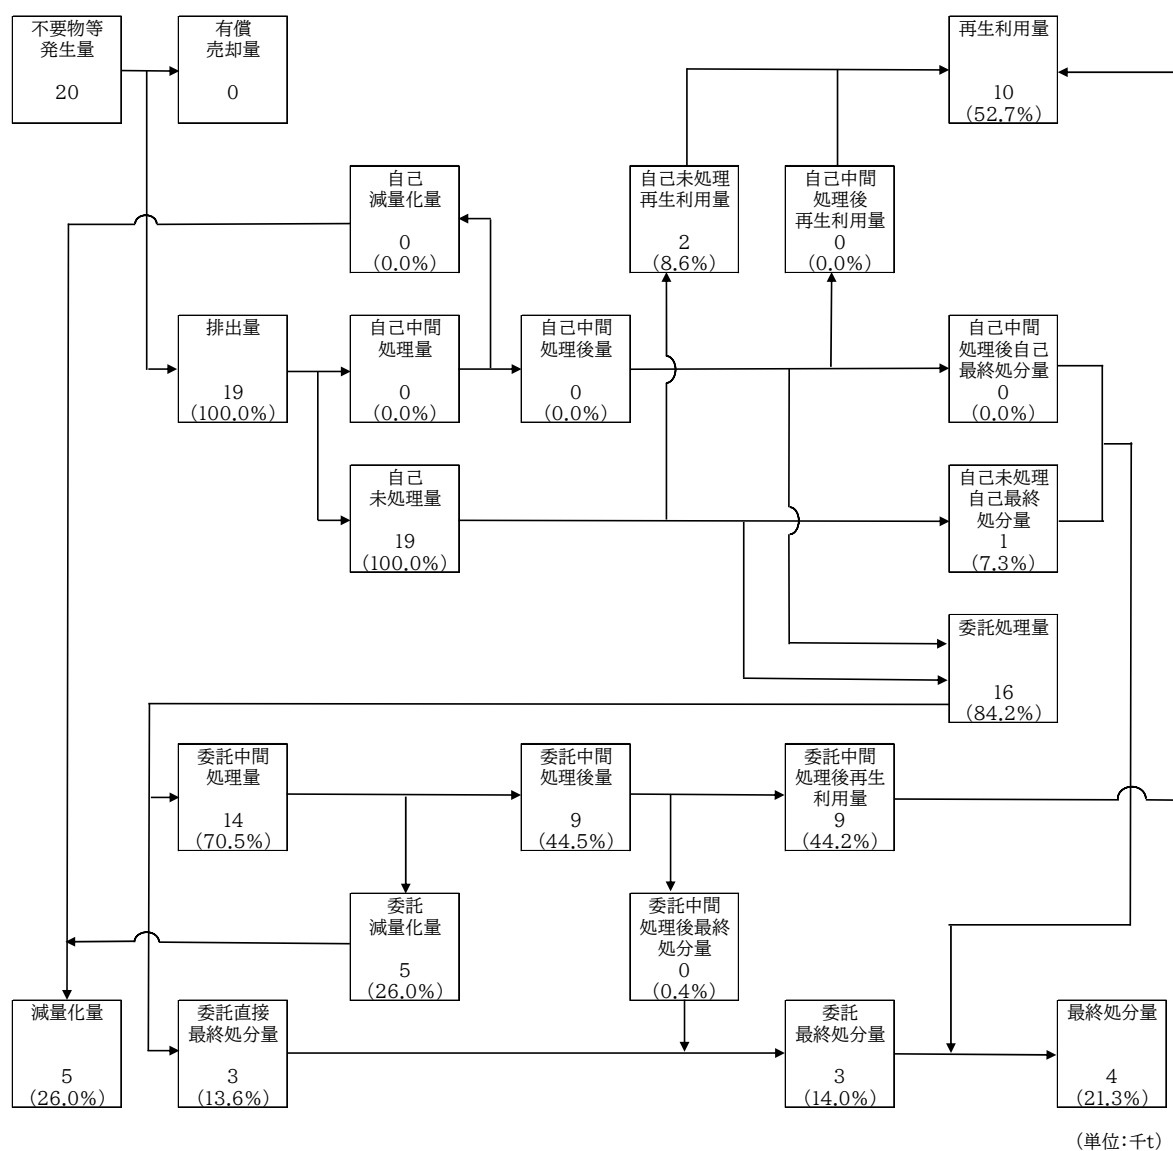 不要物等
発生量
20
有償
売却量
0
再生利用量
10
(52.7%)
自己
減量化量
0
(0.0%)
自己未処理
再生利用量
2
(8.6%)
自己中間
処理後
再生利用量
0
(0.0%)
排出量
19
(100.0%)
自己中間
処理量
0
(0.0%)
自己中間
処理後量
0
(0.0%)
自己中間
処理後自己
最終処分量
0
(0.0%)
自己
未処理量
19
(100.0%)
自己未処理
自己最終
処分量
1
(7.3%)
委託処理量
16
(84.2%)
委託中間
処理量
14
(70.5%)
委託中間
処理後量
9
(44.5%)
委託中間
処理後再生
利用量
9
(44.2%)
委託
減量化量
5
(26.0%)
委託中間
処理後最終
処分量
0
(0.4%)
減量化量
5
(26.0%)
委託直接
最終処分量
3
(13.6%)
委託
最終処分量
3
(14.0%)
最終処分量
4
(21.3%)
(単位:千t)